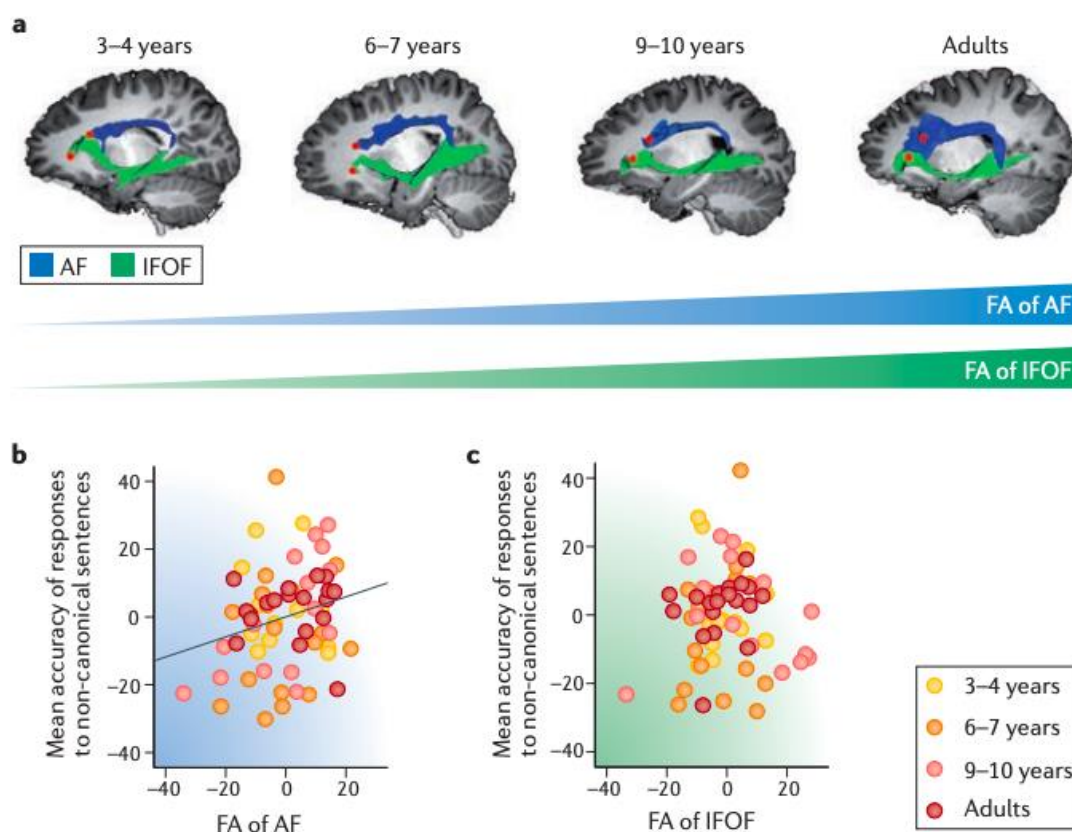 a
3–4 years
6–7 years
9–10 years
Adults
AF
IFOF
FA of AF
FA of IFOF
b
Mean accuracy of responses
to non-canonical sentences
40
20
0
–20
–40
–40
–20
0
20
FA of AF
c
Mean accuracy of responses
to non-canonical sentences
40
20
0
–20
–40
–40
–20
0
20
FA of IFOF
3–4 years
6–7 years
9–10 years
Adults